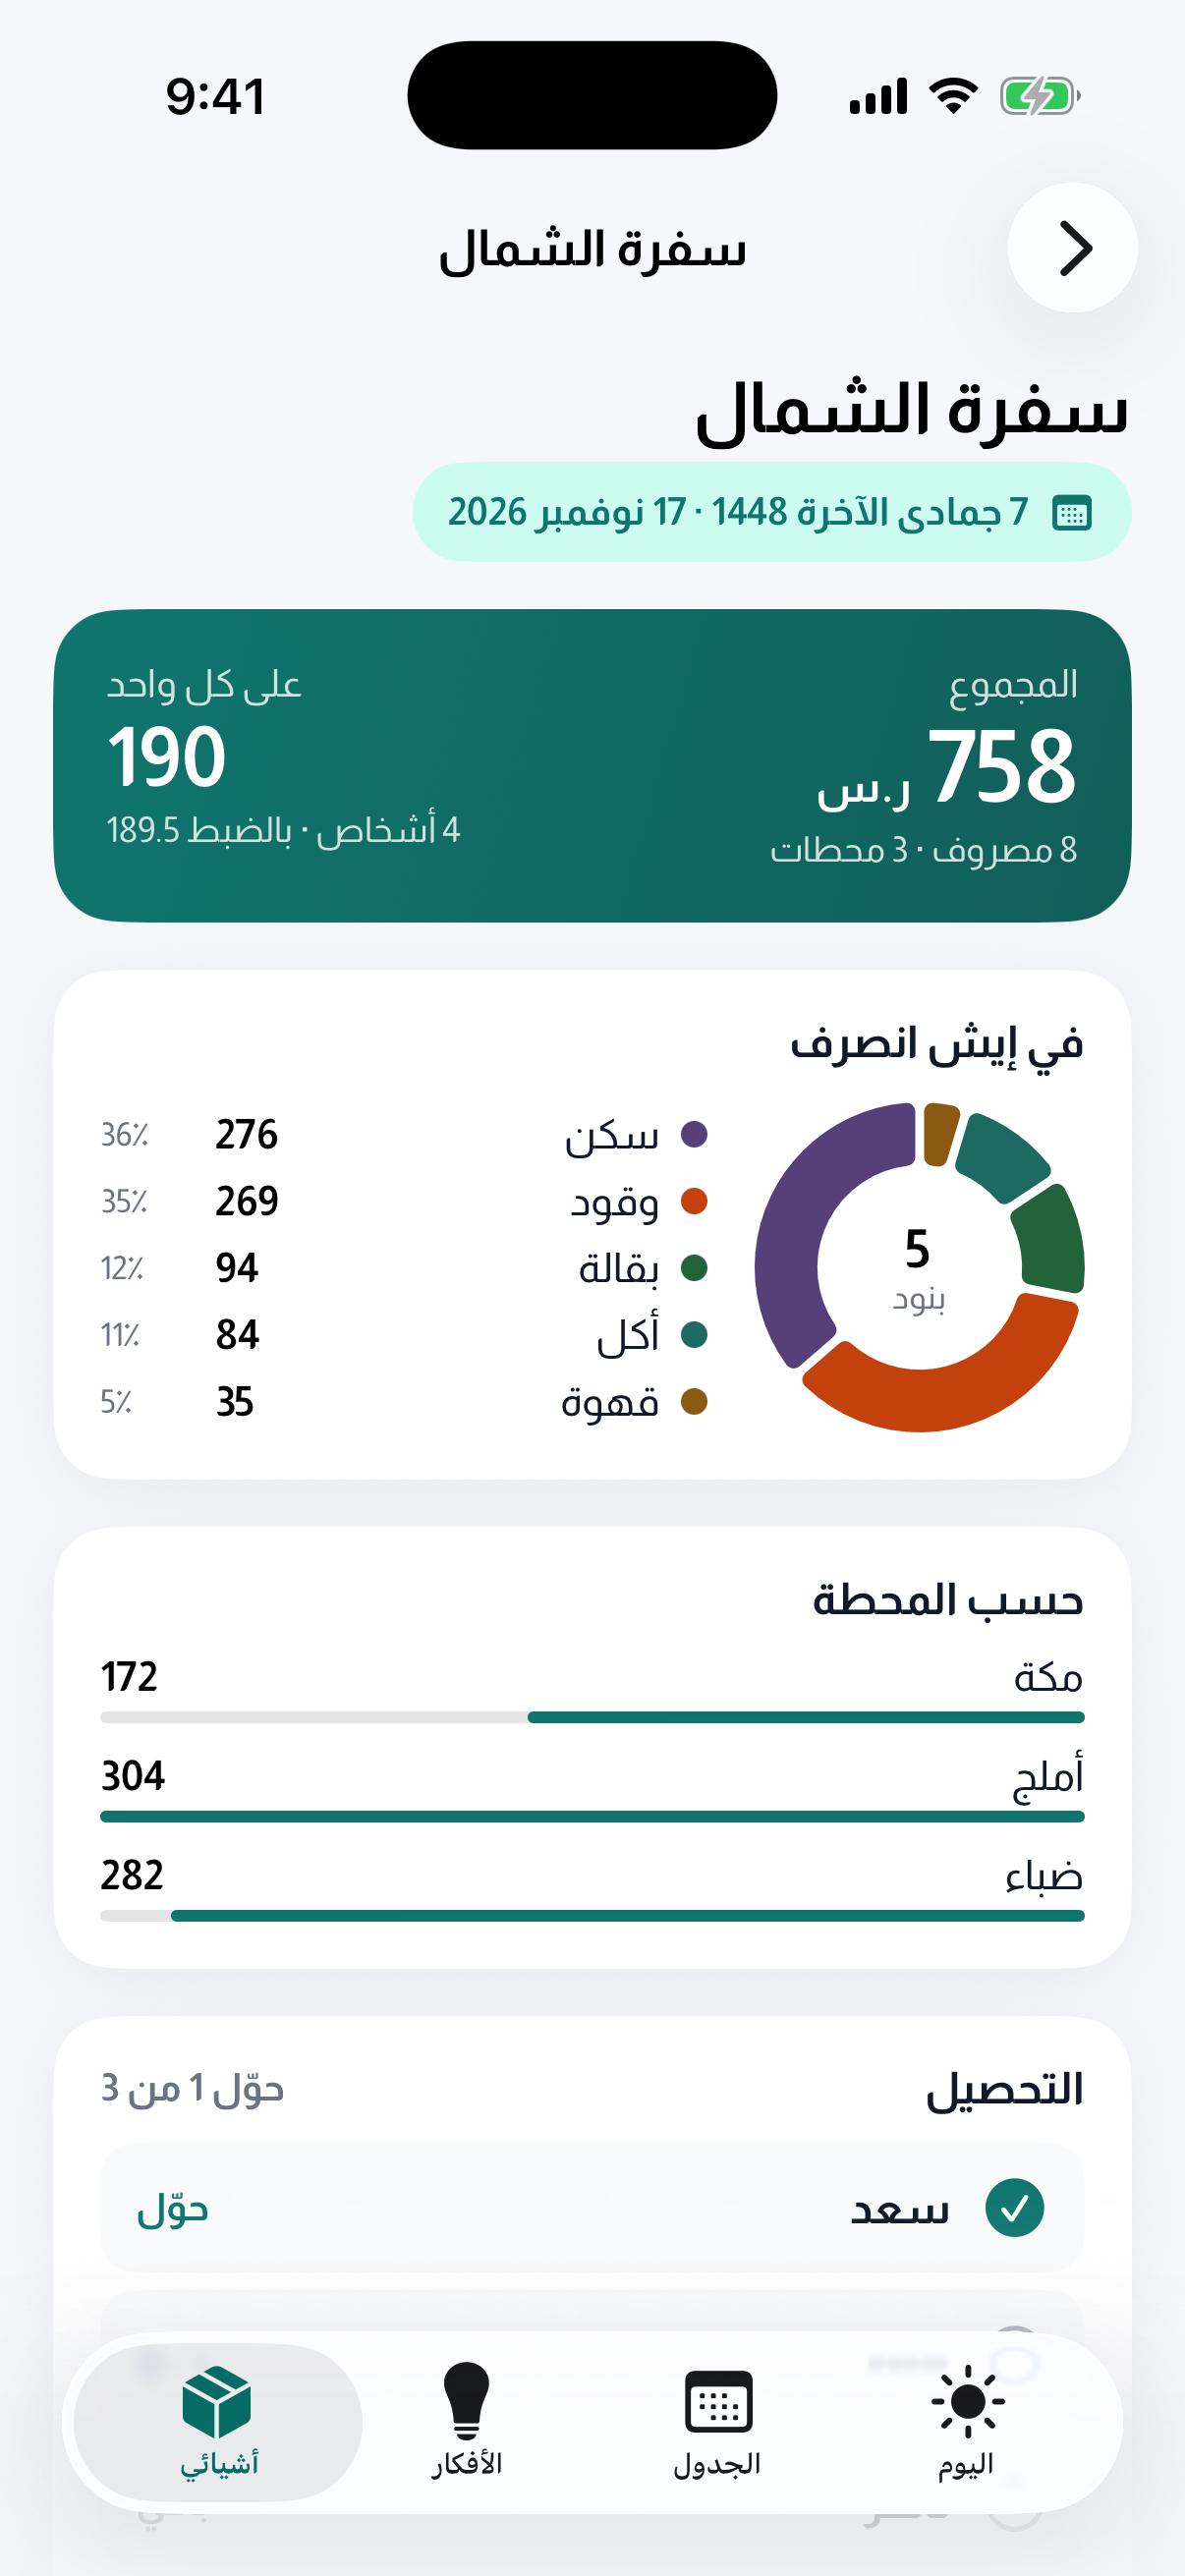 9:41
سفرة الشمال
سفرة الشمال
7 جمادى الآخرة 1448 · 17 نوفمبر 2026
المجموع
758 ر.س
8 مصروف · 3 محطات
على كل واحد
190
4 أشخاص · بالضبط 189.5
في إيش انصرف
5
بنود
سكن 276 36٪
وقود 269 35٪
بقالة 94 12٪
أكل 84 11٪
قهوة 35 5٪
حسب المحطة
مكة 172
أملج 304
ضباء 282
التحصيل
حوّل 1 من 3
سعد حوّل
اليوم
الجدول
الأفكار
أشيائي